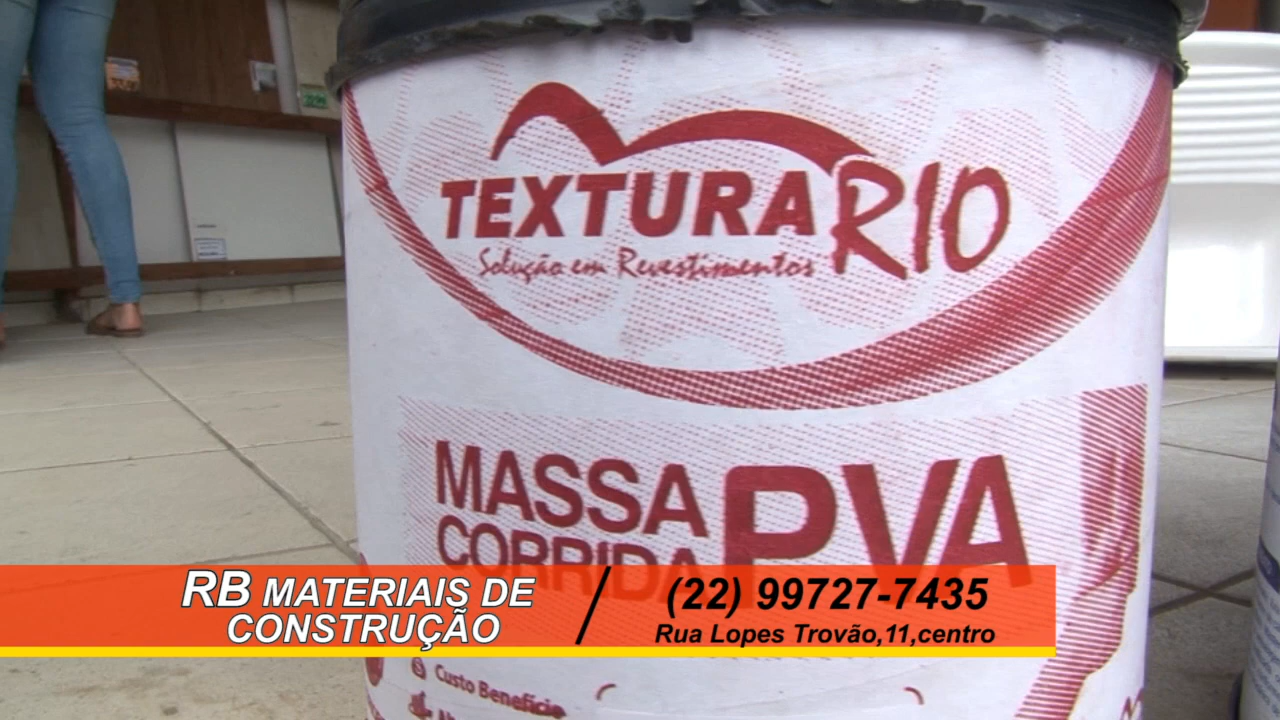 TEXTURA RIO
Solução em Revestimentos
MASSA
CORRIDA
PVA
RB MATERIAIS DE
CONSTRUÇÃO
(22) 99727-7435
Rua Lopes Trovão,11,centro
Custo Benefício